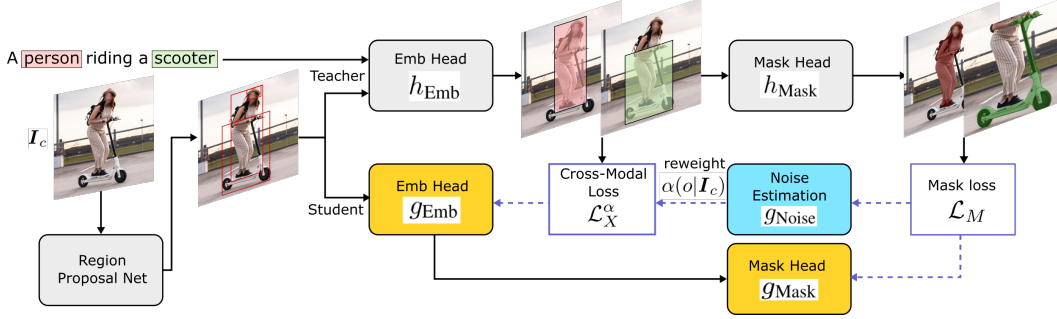 A person riding a scooter
Teacher
Emb Head
h_Emb
Mask Head
h_Mask
I_c
Student
Emb Head
g_Emb
Cross-Modal
Loss
ℒ_X^α
reweight
α(o|I_c)
Noise
Estimation
g_Noise
Mask loss
ℒ_M
Region
Proposal Net
Mask Head
g_Mask